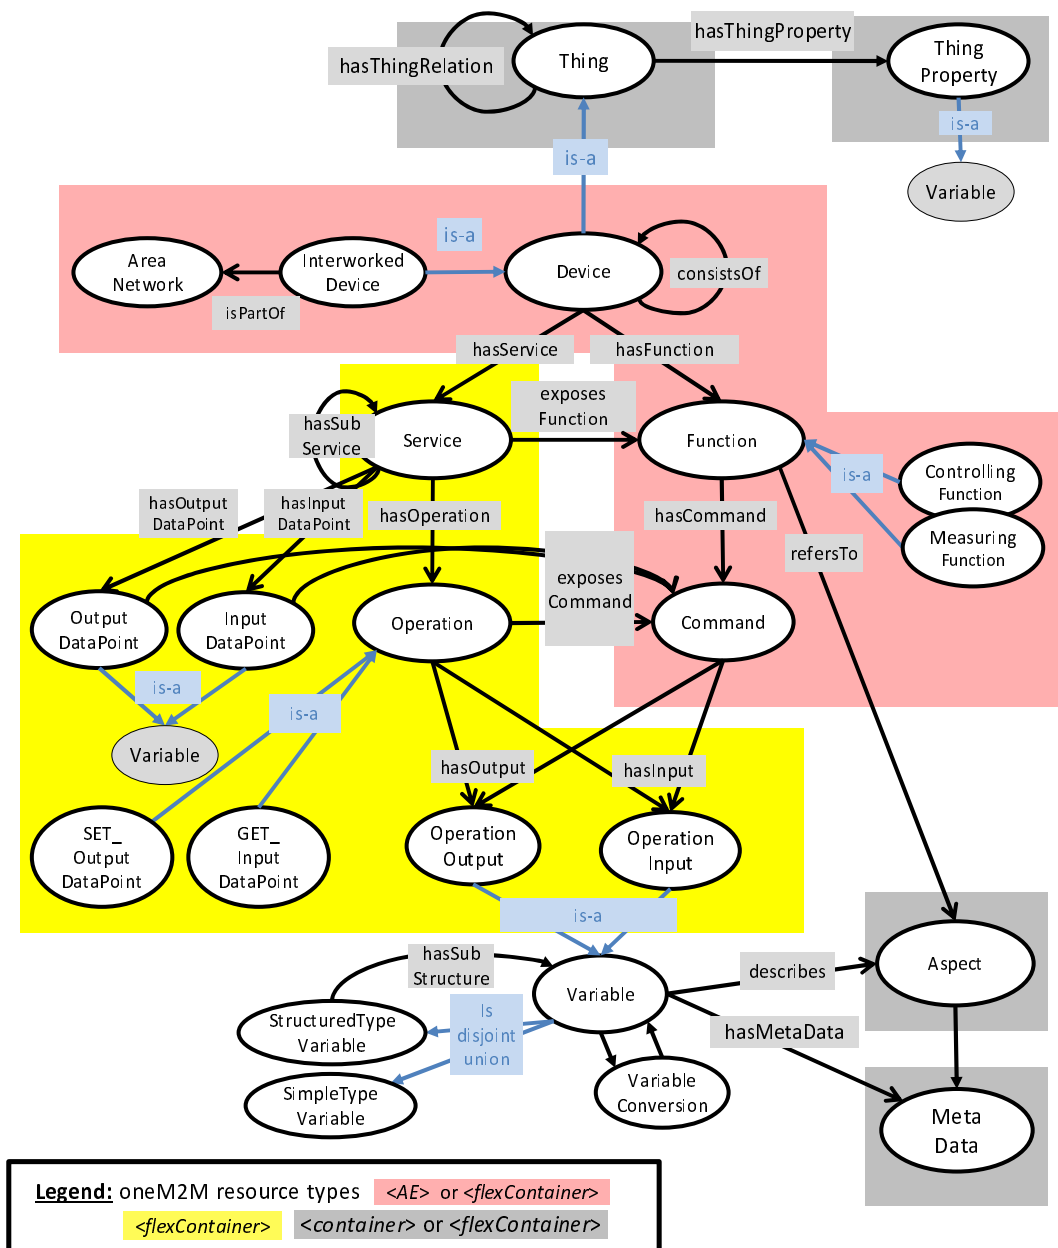 hasThingProperty
hasThingRelation
Thing
Thing
Property
is-a
is-a
Variable
is-a
Area
Network
Interworked
Device
Device
consistsOf
isPartOf
hasService
hasFunction
exposes
Function
hasSub
Service
Service
Function
is-a
Controlling
Function
hasOutput
DataPoint
hasInput
DataPoint
hasOperation
hasCommand
Measuring
Function
refersTo
exposes
Command
Output
DataPoint
Input
DataPoint
Operation
Command
is-a
is-a
Variable
hasOutput
hasInput
SET_
Output
DataPoint
GET_
Input
DataPoint
Operation
Output
Operation
Input
is-a
hasSub
Structure
Variable
describes
Aspect
StructuredType
Variable
Is
disjoint
union
hasMetaData
SimpleType
Variable
Variable
Conversion
Meta
Data
Legend: oneM2M resource types <AE> or <flexContainer>
<flexContainer> <container> or <flexContainer>